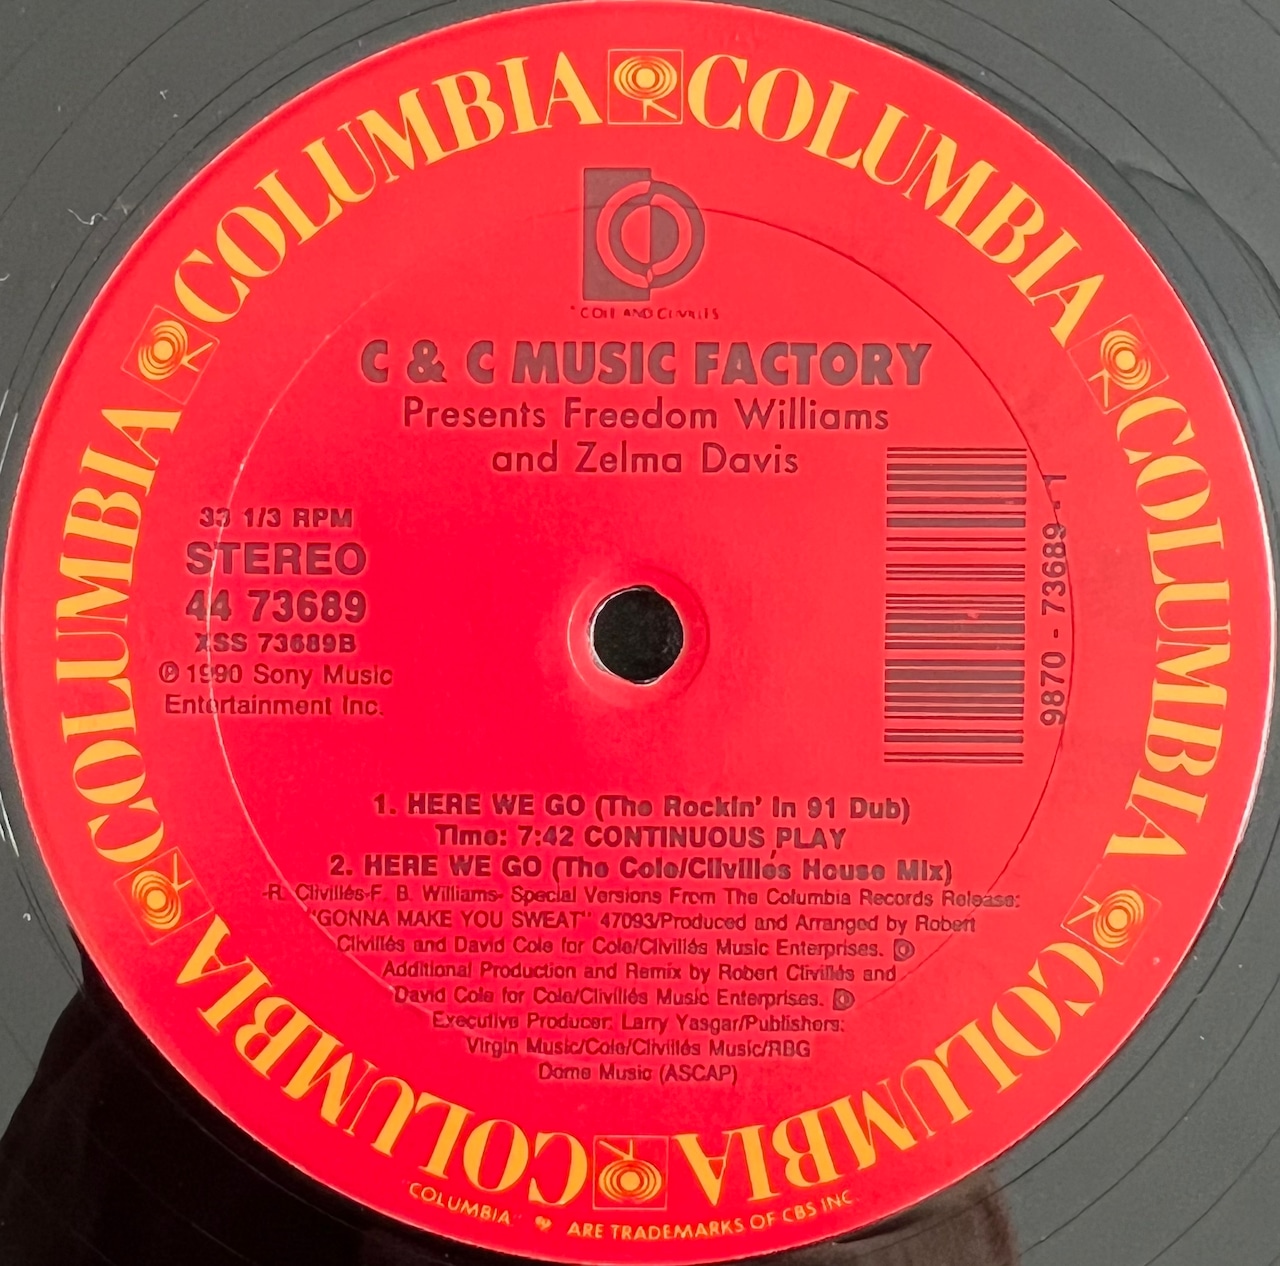 COLUMBIA COLUMBIA COLUMBIA COLUMBIA COLUMBIA COLUMBIA COLUMBIA COLUMBIA
COLE AND CLIVILLÉS
C & C MUSIC FACTORY
Presents Freedom Williams
and Zelma Davis
33 1/3 RPM
STEREO
44 73689
XSS 73689B
℗ 1990 Sony Music
Entertainment Inc.
9870 - 73689 - 1
1. HERE WE GO (The Rockin' In 91 Dub)
Time: 7:42 CONTINUOUS PLAY
2. HERE WE GO (The Cole/Clivillés House Mix)
-R. Clivillés-F. B. Williams- Special Versions From The Columbia Records Release:
"GONNA MAKE YOU SWEAT" 47093/Produced and Arranged by Robert
Clivillés and David Cole for Cole/Clivillés Music Enterprises.
Additional Production and Remix by Robert Clivillés and
David Cole for Cole/Clivillés Music Enterprises.
Executive Producer: Larry Yasgar/Publishers:
Virgin Music/Cole/Clivillés Music/RBG
Dome Music (ASCAP)
"COLUMBIA" ARE TRADEMARKS OF CBS INC.